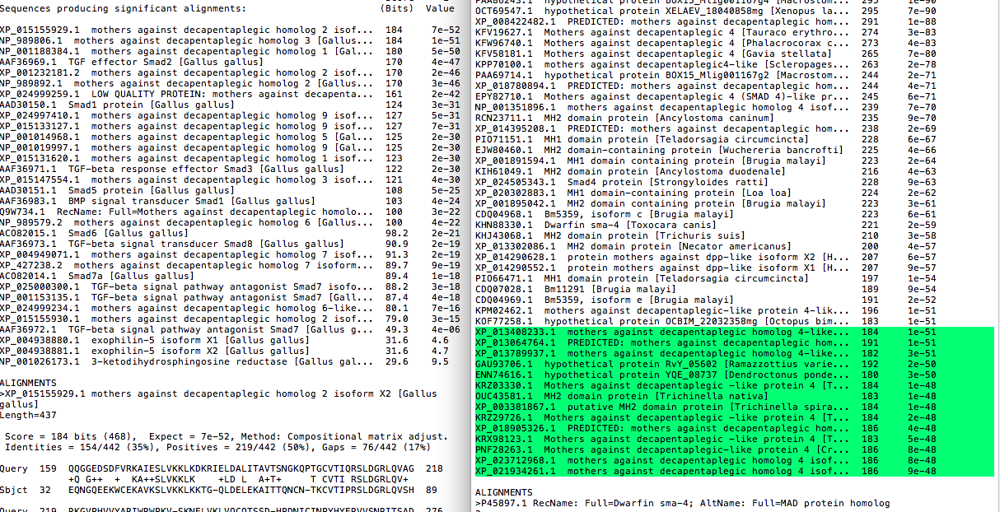 Sequences producing significant alignments: (Bits) Value
XP_015155929.1 mothers against decapentaplegic homolog 2 isof... 184 7e-52
NP_989806.1 mothers against decapentaplegic homolog 3 [Gallus... 184 1e-51
NP_001188384.1 mothers against decapentaplegic homolog 1 [Gal... 180 5e-50
AAF36969.1 TGF effector Smad2 [Gallus gallus] 170 4e-47
XP_001232181.2 mothers against decapentaplegic homolog 2 isof... 170 2e-46
NP_989892.1 mothers against decapentaplegic homolog 2 [Gallus... 170 3e-46
XP_024999259.1 LOW QUALITY PROTEIN: mothers against decapenta... 161 2e-42
AAD30150.1 Smad1 protein [Gallus gallus] 124 3e-31
XP_024997410.1 mothers against decapentaplegic homolog 9 isof... 127 5e-31
XP_015133127.1 mothers against decapentaplegic homolog 9 isof... 127 7e-31
NP_001014968.1 mothers against decapentaplegic homolog 5 [Gal... 125 2e-30
NP_001019997.1 mothers against decapentaplegic homolog 9 [Gal... 125 2e-30
XP_015131620.1 mothers against decapentaplegic homolog 1 isof... 123 2e-30
AAF36971.1 TGF-beta response effector Smad3 [Gallus gallus] 122 2e-30
XP_015147554.1 mothers against decapentaplegic homolog 3 isof... 121 4e-30
AAD30151.1 Smad5 protein [Gallus gallus] 108 5e-25
AAF36983.1 BMP signal transducer Smad1 [Gallus gallus] 103 4e-24
Q9W734.1 RecName: Full=Mothers against decapentaplegic homolo... 100 3e-22
NP_989579.2 mothers against decapentaplegic homolog 6 [Gallus... 100 4e-22
ACO82015.1 Smad6 [Gallus gallus] 98.2 2e-21
AAF36973.1 TGF-beta signal transducer Smad8 [Gallus gallus] 90.9 2e-19
XP_004949071.1 mothers against decapentaplegic homolog 7 isof... 91.3 2e-19
XP_427238.2 mothers against decapentaplegic homolog 7 isoform... 89.7 9e-19
ACO82014.1 Smad7a [Gallus gallus] 89.4 1e-18
XP_025000300.1 TGF-beta signal pathway antagonist Smad7 isofo... 88.2 3e-18
NP_001153135.1 TGF-beta signal pathway antagonist Smad7 [Gall... 87.4 4e-18
XP_024999234.1 mothers against decapentaplegic homolog 6-like... 80.1 7e-16
XP_015155930.1 mothers against decapentaplegic homolog 2 isof... 79.0 3e-15
AAF36972.1 TGF-beta signal pathway antagonist Smad7 [Gallus g... 49.3 4e-06
XP_004938880.1 exophilin-5 isoform X1 [Gallus gallus] 31.6 4.6
XP_004938881.1 exophilin-5 isoform X2 [Gallus gallus] 31.6 4.7
NP_001026173.1 3-ketodihydrosphingosine reductase [Gallus gal... 29.6 9.5
ALIGNMENTS
>XP_015155929.1 mothers against decapentaplegic homolog 2 isoform X2 [Gallus
gallus]
Length=437
Score = 184 bits (468), Expect = 7e-52, Method: Compositional matrix adjust.
Identities = 154/442 (35%), Positives = 219/442 (50%), Gaps = 76/442 (17%)
Query 159 QQGGEDSDFVRKAIESLVKKLKDKRIELDALITAVTSNGKQPTGCVTIQRSLDGRLQVAG 218
+Q G++ + KA++SLVKKLK +LD L A+T+ T CVTI RSLDGRLQV+
Sbjct 32 EQNGQEEKWCEKAVKSLVKKLKKTG-QLDELEKAITTQNCN-TKCVTIPRSLDGRLQVSH 89
PAA86243.1 hypothetical protein BOX15_Mlig001167g4 [Macrostom... 295 1e-90
OCT69547.1 hypothetical protein XELAEV_18040858mg [Xenopus la... 295 7e-90
XP_008422482.1 PREDICTED: mothers against decapentaplegic hom... 291 1e-88
KFV19627.1 Mothers against decapentaplegic 4 [Tauraco erythro... 274 3e-83
KFW96740.1 Mothers against decapentaplegic 4 [Phalacrocorax c... 273 4e-83
KFV58181.1 Mothers against decapentaplegic 4 [Gavia stellata] 265 7e-80
KPP70100.1 mothers against decapentaplegic4-like [Scleropages... 263 2e-78
PAA69714.1 hypothetical protein BOX15_Mlig001167g2 [Macrostom... 244 2e-71
XP_018780894.1 PREDICTED: mothers against decapentaplegic hom... 244 4e-71
EPY82710.1 Mothers against decapentaplegic 4 (SMAD 4)-like pr... 245 6e-71
NP_001351896.1 mothers against decapentaplegic homolog 4 isof... 239 7e-70
RCN23711.1 MH2 domain protein [Ancylostoma caninum] 235 9e-70
XP_014395208.1 PREDICTED: mothers against decapentaplegic hom... 238 2e-69
PIO71151.1 MH1 domain protein [Teladorsagia circumcincta] 228 6e-67
EJW80460.1 MH2 domain-containing protein [Wuchereria bancrofti] 225 4e-66
XP_001891594.1 MH1 domain containing protein [Brugia malayi] 223 2e-64
KIH61049.1 MH2 domain protein [Ancylostoma duodenale] 216 4e-63
XP_024505343.1 Smad4 protein [Strongyloides ratti] 228 9e-63
XP_020302883.1 MH1 domain-containing protein [Loa loa] 224 2e-62
XP_001895042.1 MH2 domain containing protein [Brugia malayi] 223 3e-61
CDQ04968.1 Bm5359, isoform c [Brugia malayi] 223 6e-61
KHN88330.1 Dwarfin sma-4 [Toxocara canis] 221 2e-59
KHJ43068.1 MH2 domain protein [Trichuris suis] 210 3e-58
XP_013302086.1 MH2 domain protein [Necator americanus] 200 4e-57
XP_014290628.1 protein mothers against dpp-like isoform X2 [H... 207 6e-57
XP_014290552.1 protein mothers against dpp-like isoform X1 [H... 207 9e-57
PIO66471.1 MH1 domain protein [Teladorsagia circumcincta] 197 1e-54
CDQ07028.1 Bm11291 [Brugia malayi] 189 9e-54
CDQ04969.1 Bm5359, isoform e [Brugia malayi] 191 2e-52
KPM02462.1 mothers against decapentaplegic-like protein 4-lik... 196 1e-51
KOF77258.1 hypothetical protein OCBIM_22032358mg [Octopus bim... 183 1e-51
XP_013408233.1 mothers against decapentaplegic homolog 4-like... 184 1e-51
XP_013064764.1 PREDICTED: mothers against decapentaplegic hom... 191 1e-51
XP_013789937.1 mothers against decapentaplegic homolog 4-like... 182 3e-51
GAU93706.1 hypothetical protein RvY_05602 [Ramazzottius varie... 192 2e-50
ENN74616.1 hypothetical protein YQE_08737 [Dendroctonus ponde... 180 3e-50
KRZ03330.1 Mothers against decapentaplegic -like protein 4 [T... 184 1e-48
OUC43581.1 MH2 domain protein [Trichinella nativa] 183 1e-48
XP_003381867.1 putative MH2 domain protein [Trichinella spira... 184 1e-48
KRZ29726.1 Mothers against decapentaplegic -like protein 4 [T... 184 2e-48
XP_018905326.1 PREDICTED: mothers against decapentaplegic hom... 186 4e-48
KRX98123.1 Mothers against decapentaplegic -like protein 4 [T... 183 5e-48
PNF28263.1 Mothers against decapentaplegic-like protein 4 [Cr... 186 8e-48
XP_023712968.1 mothers against decapentaplegic homolog 4 isof... 186 9e-48
XP_021934261.1 mothers against decapentaplegic homolog 4 isof... 186 9e-48
ALIGNMENTS
>P45897.1 RecName: Full=Dwarfin sma-4; AltName: Full=MAD protein homolog